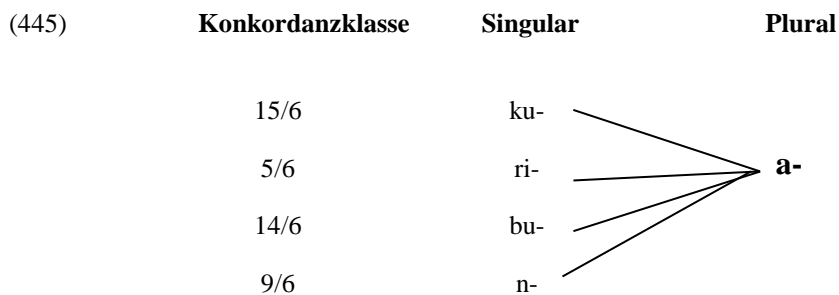 (445) Konkordanzklasse Singular Plural
15/6 ku-
a-
5/6 ri-
14/6 bu-
9/6 n-